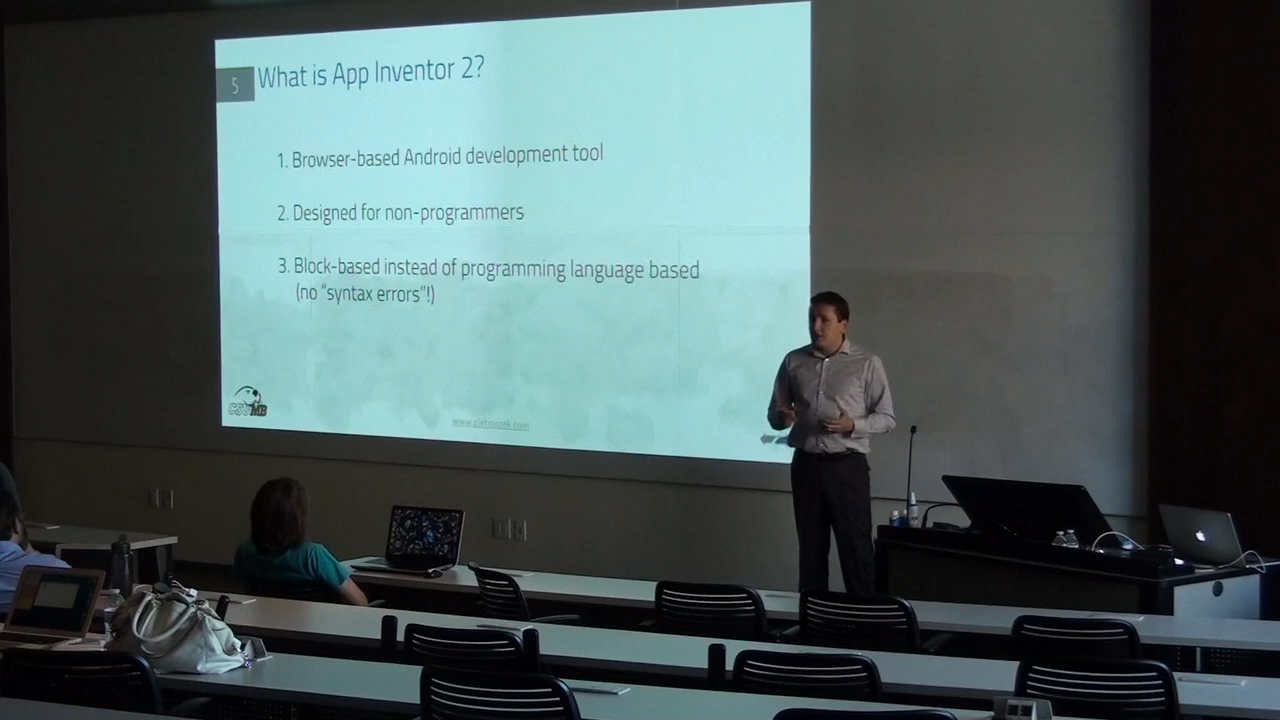 5
What is App Inventor 2?
1. Browser-based Android development tool
2. Designed for non-programmers
3. Block-based instead of programming language based
(no "syntax errors"!)
CSUMB